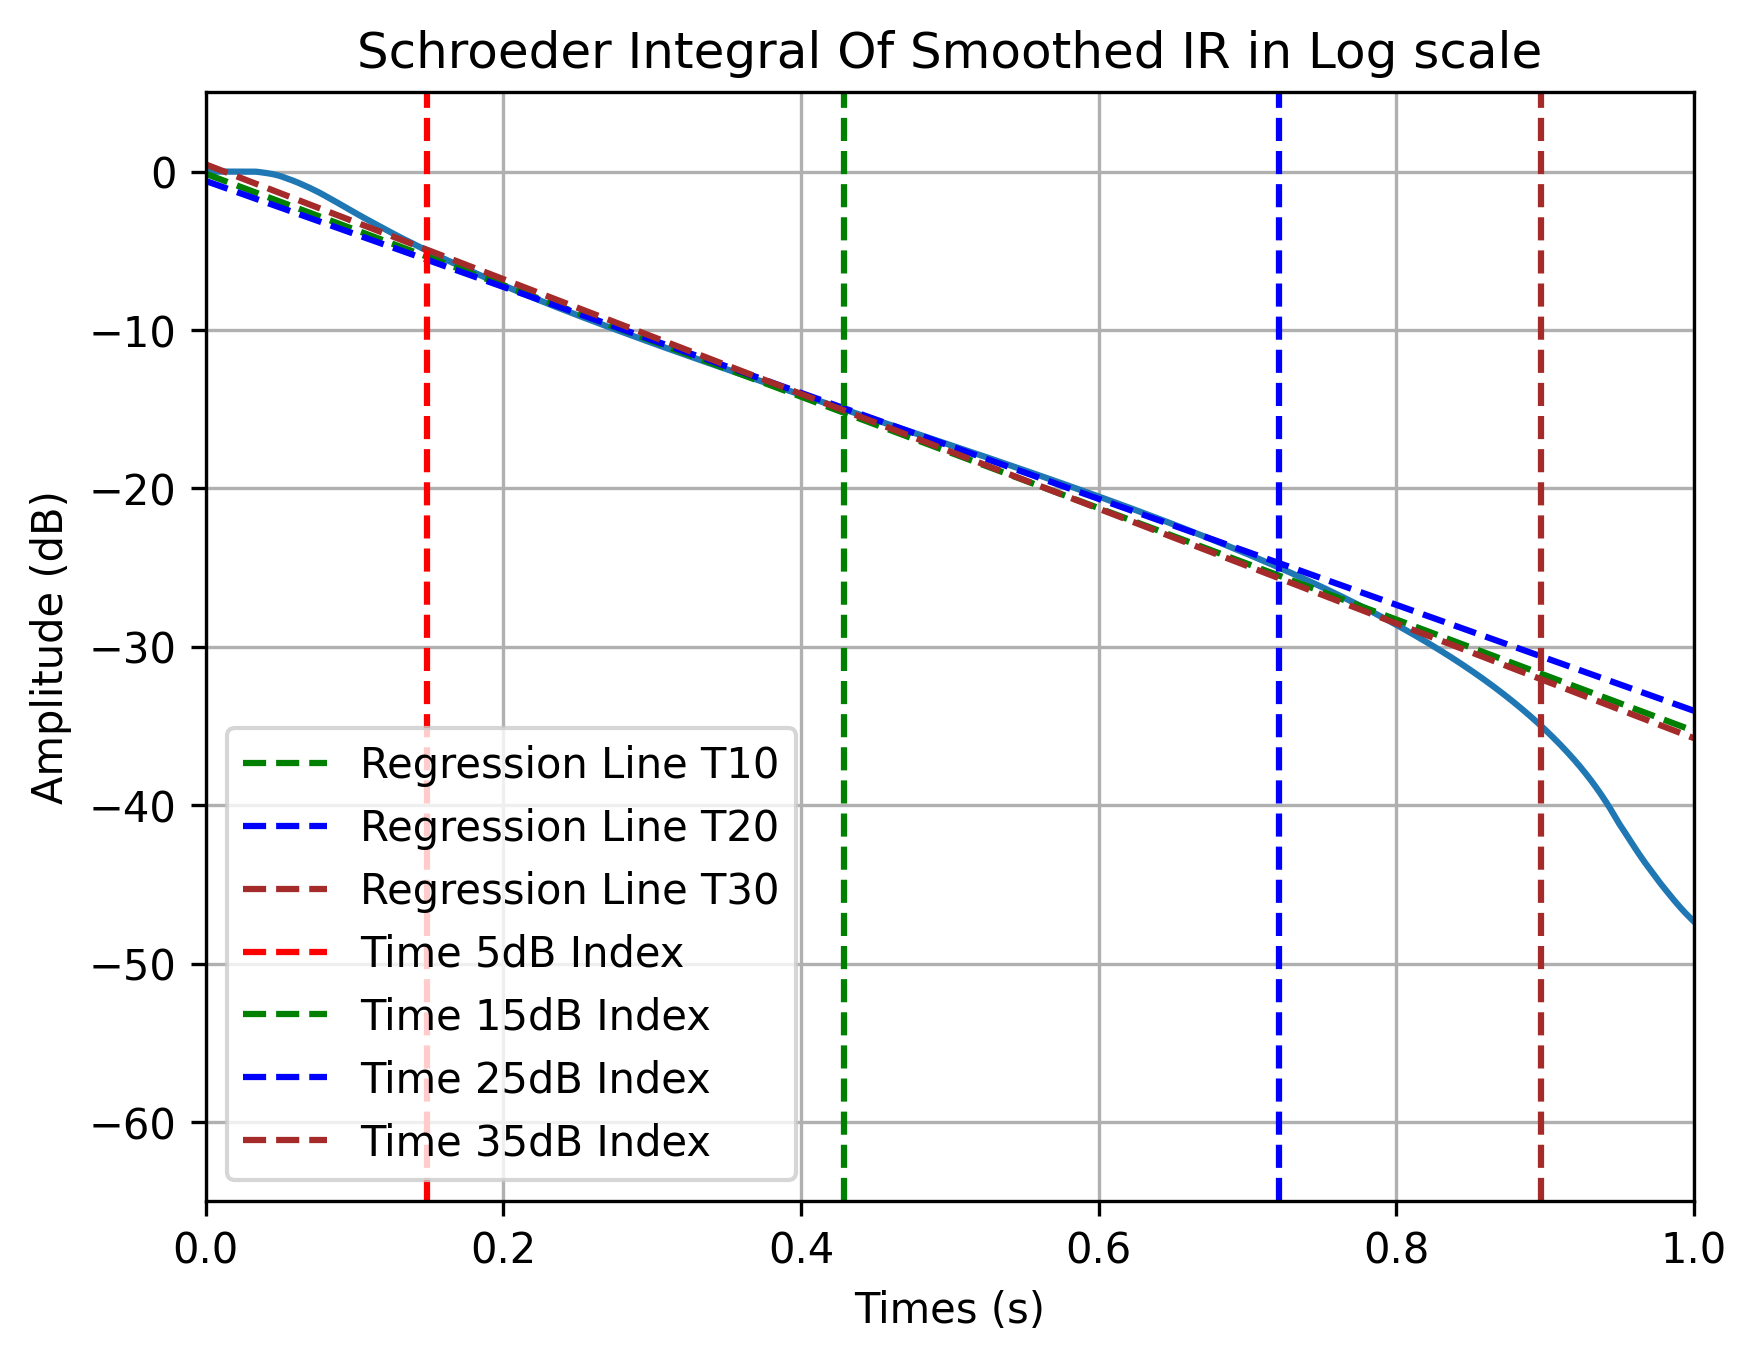 Schroeder Integral Of Smoothed IR in Log scale
0
−10
−20
−30
−40
−50
−60
Amplitude (dB)
Regression Line T10
Regression Line T20
Regression Line T30
Time 5dB Index
Time 15dB Index
Time 25dB Index
Time 35dB Index
0.0 0.2 0.4 0.6 0.8 1.0
Times (s)